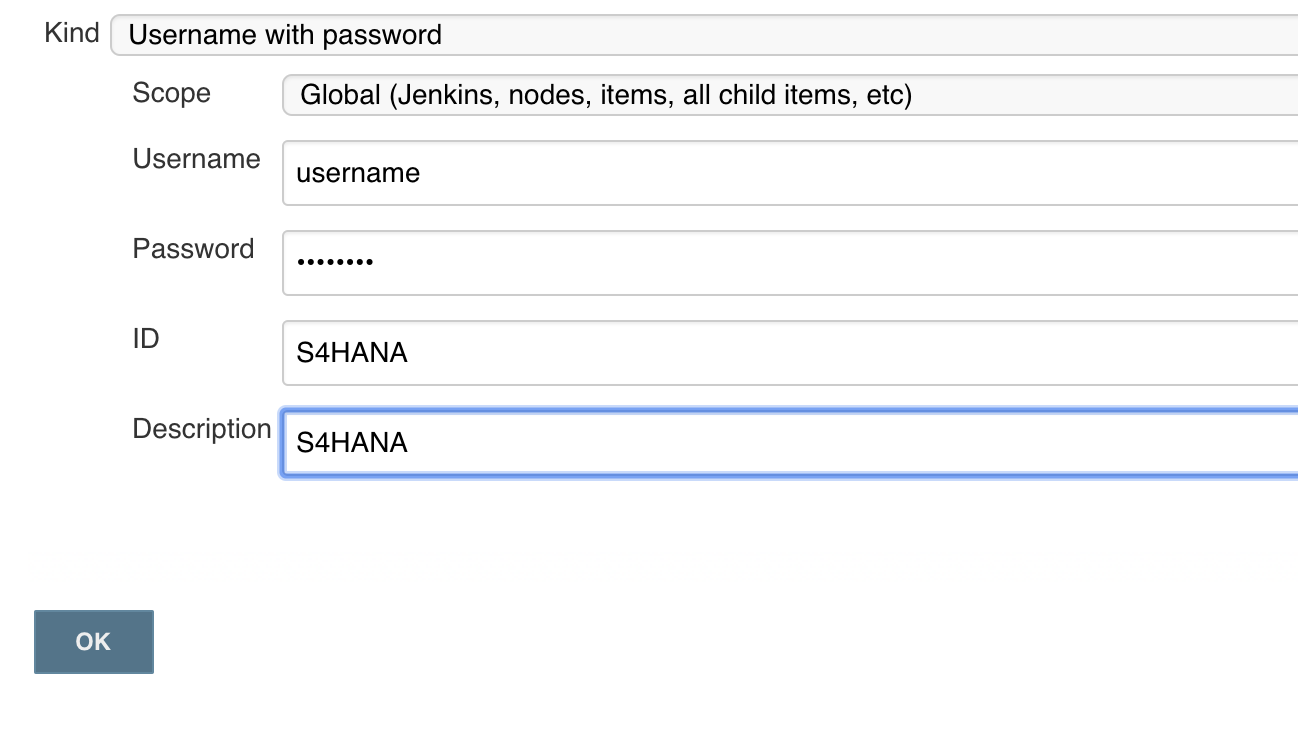 Kind Username with password
Scope Global (Jenkins, nodes, items, all child items, etc)
Username username
Password ••••••••
ID S4HANA
Description S4HANA
OK